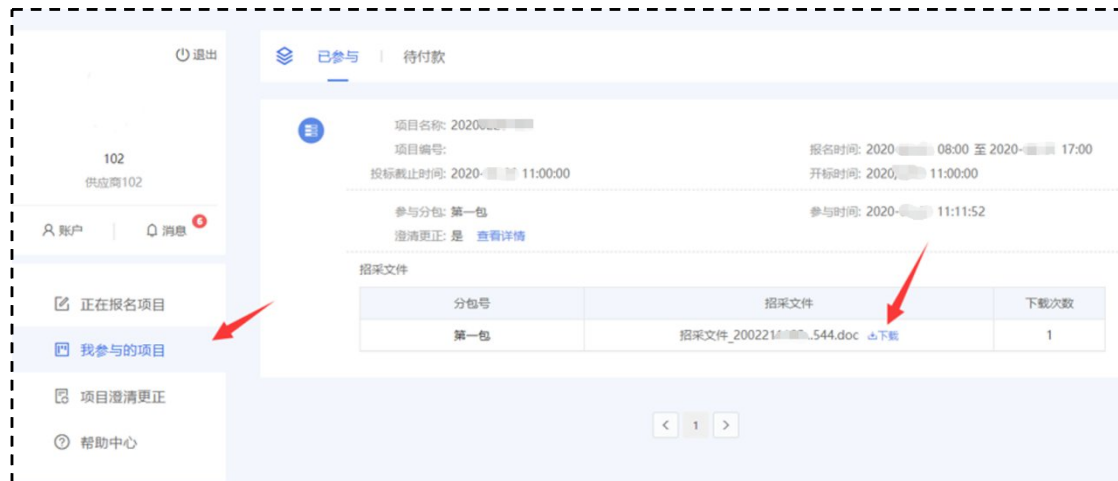 退出
102
供应商102
账户
消息
6
正在报名项目
我参与的项目
项目澄清更正
帮助中心
已参与 | 待付款
项目名称: 2020
项目编号:
报名时间: 2020 08:00 至 2020- 17:00
投标截止时间: 2020- 11:00:00
开标时间: 2020 11:00:00
参与分包: 第一包
参与时间: 2020- 11:11:52
澄清更正: 是 查看详情
招采文件
分包号 招采文件 下载次数
第一包 招采文件_200221 544.doc 下载 1
< 1 >